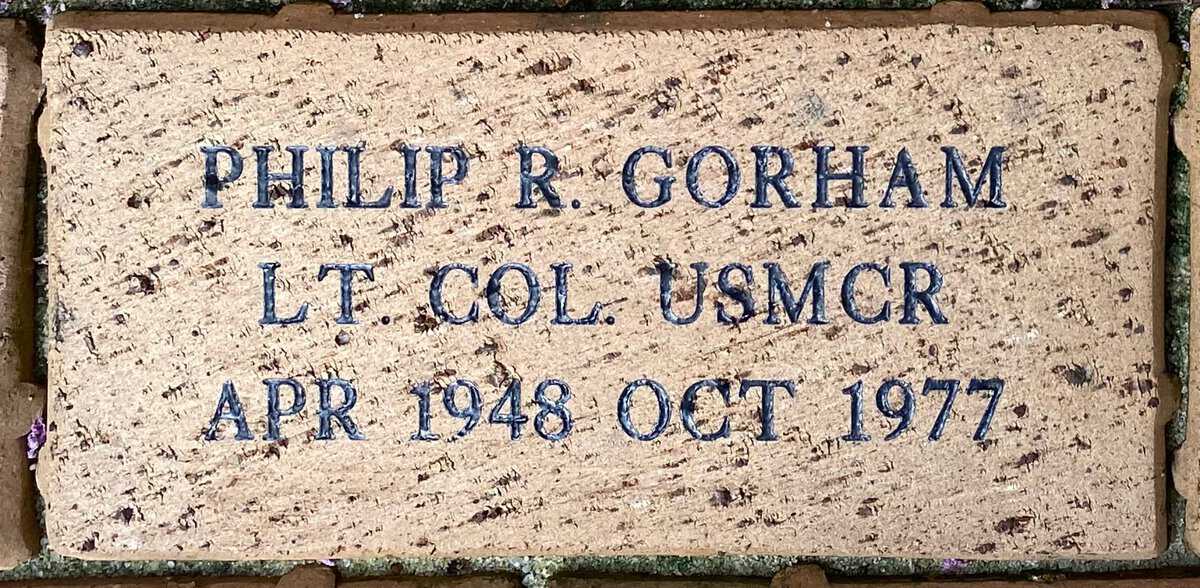 PHILIP R. GORHAM
LT. COL. USMCR
APR 1948 OCT 1977